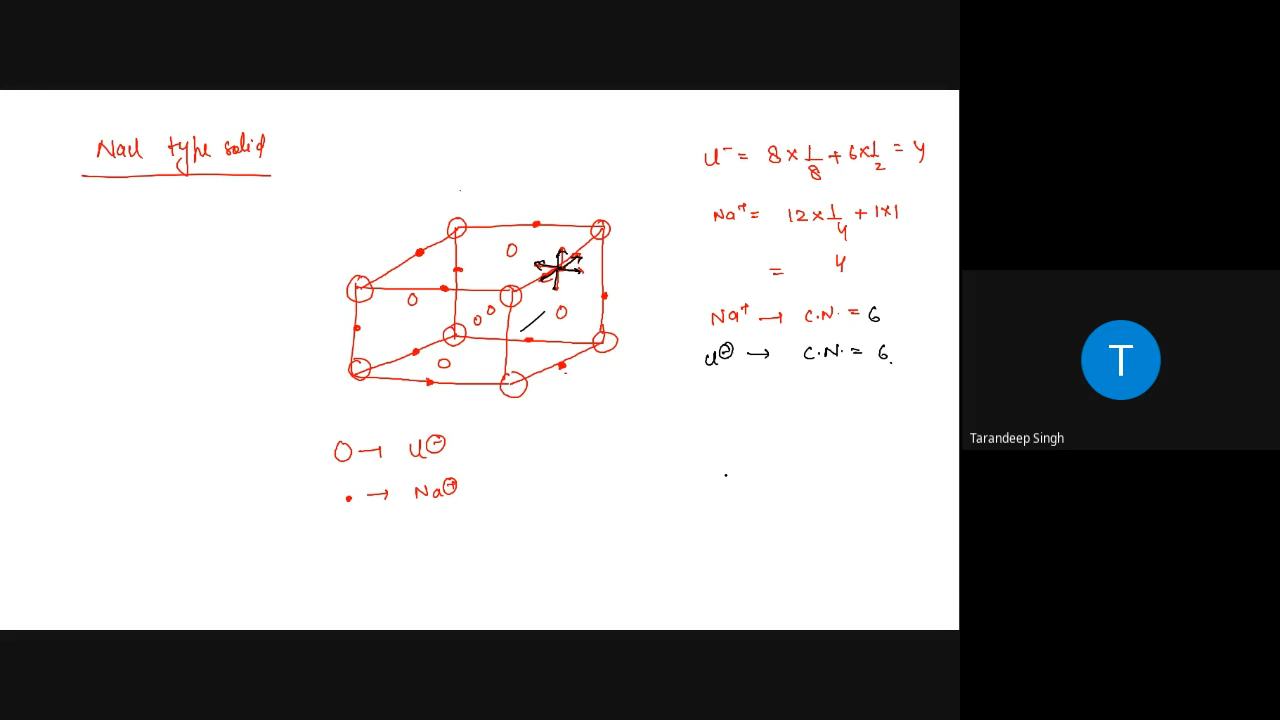 NaCl type solid
Cl⁻ = 8 × 1/8 + 6 × 1/2 = 4
Na⁺ = 12 × 1/4 + 1 × 1
= 4
Na⁺ → C.N. = 6
Cl⊖ → C.N. = 6.
O → Cl⊖
• → Na⊕
T
Tarandeep Singh